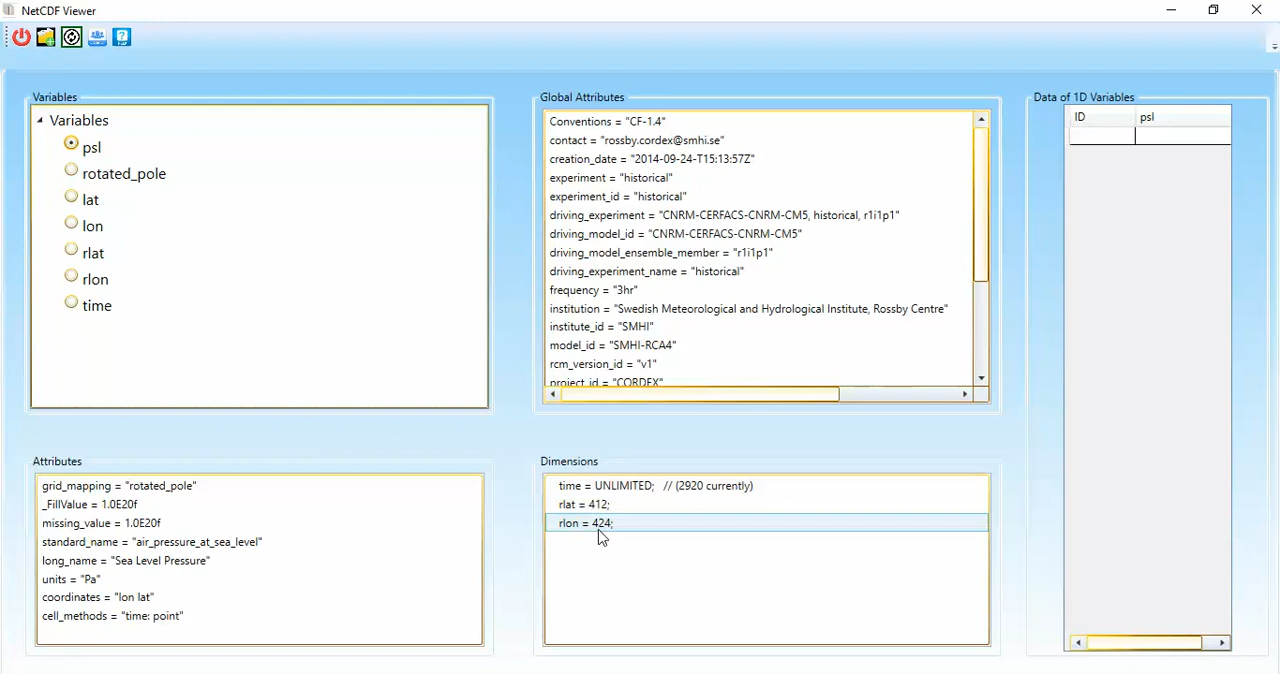 NetCDF Viewer
Variables
Variables
psl
rotated_pole
lat
lon
rlat
rlon
time
Global Attributes
Conventions = "CF-1.4"
contact = "rossby.cordex@smhi.se"
creation_date = "2014-09-24-T15:13:57Z"
experiment = "historical"
experiment_id = "historical"
driving_experiment = "CNRM-CERFACS-CNRM-CM5, historical, r1i1p1"
driving_model_id = "CNRM-CERFACS-CNRM-CM5"
driving_model_ensemble_member = "r1i1p1"
driving_experiment_name = "historical"
frequency = "3hr"
institution = "Swedish Meteorological and Hydrological Institute, Rossby Centre"
institute_id = "SMHI"
model_id = "SMHI-RCA4"
rcm_version_id = "v1"
project_id = "CORDEX"
Data of 1D Variables
ID psl
Attributes
grid_mapping = "rotated_pole"
_FillValue = 1.0E20f
missing_value = 1.0E20f
standard_name = "air_pressure_at_sea_level"
long_name = "Sea Level Pressure"
units = "Pa"
coordinates = "lon lat"
cell_methods = "time: point"
Dimensions
time = UNLIMITED; // (2920 currently)
rlat = 412;
rlon = 424;